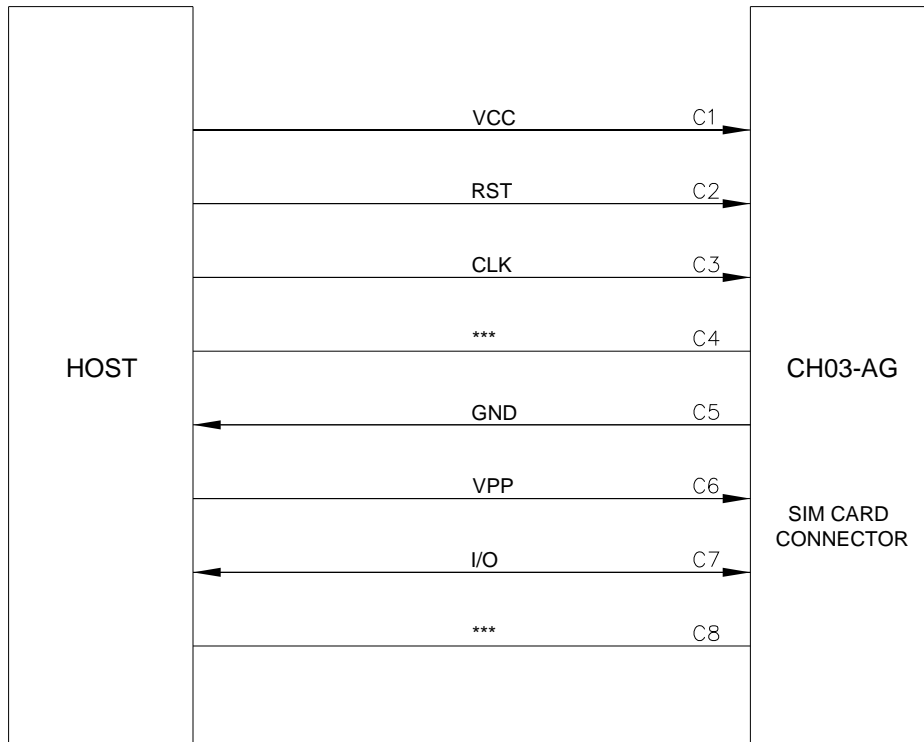 VCC C1
RST C2
CLK C3
*** C4
HOST
CH03-AG
GND C5
VPP C6
SIM CARD
CONNECTOR
I/O C7
*** C8